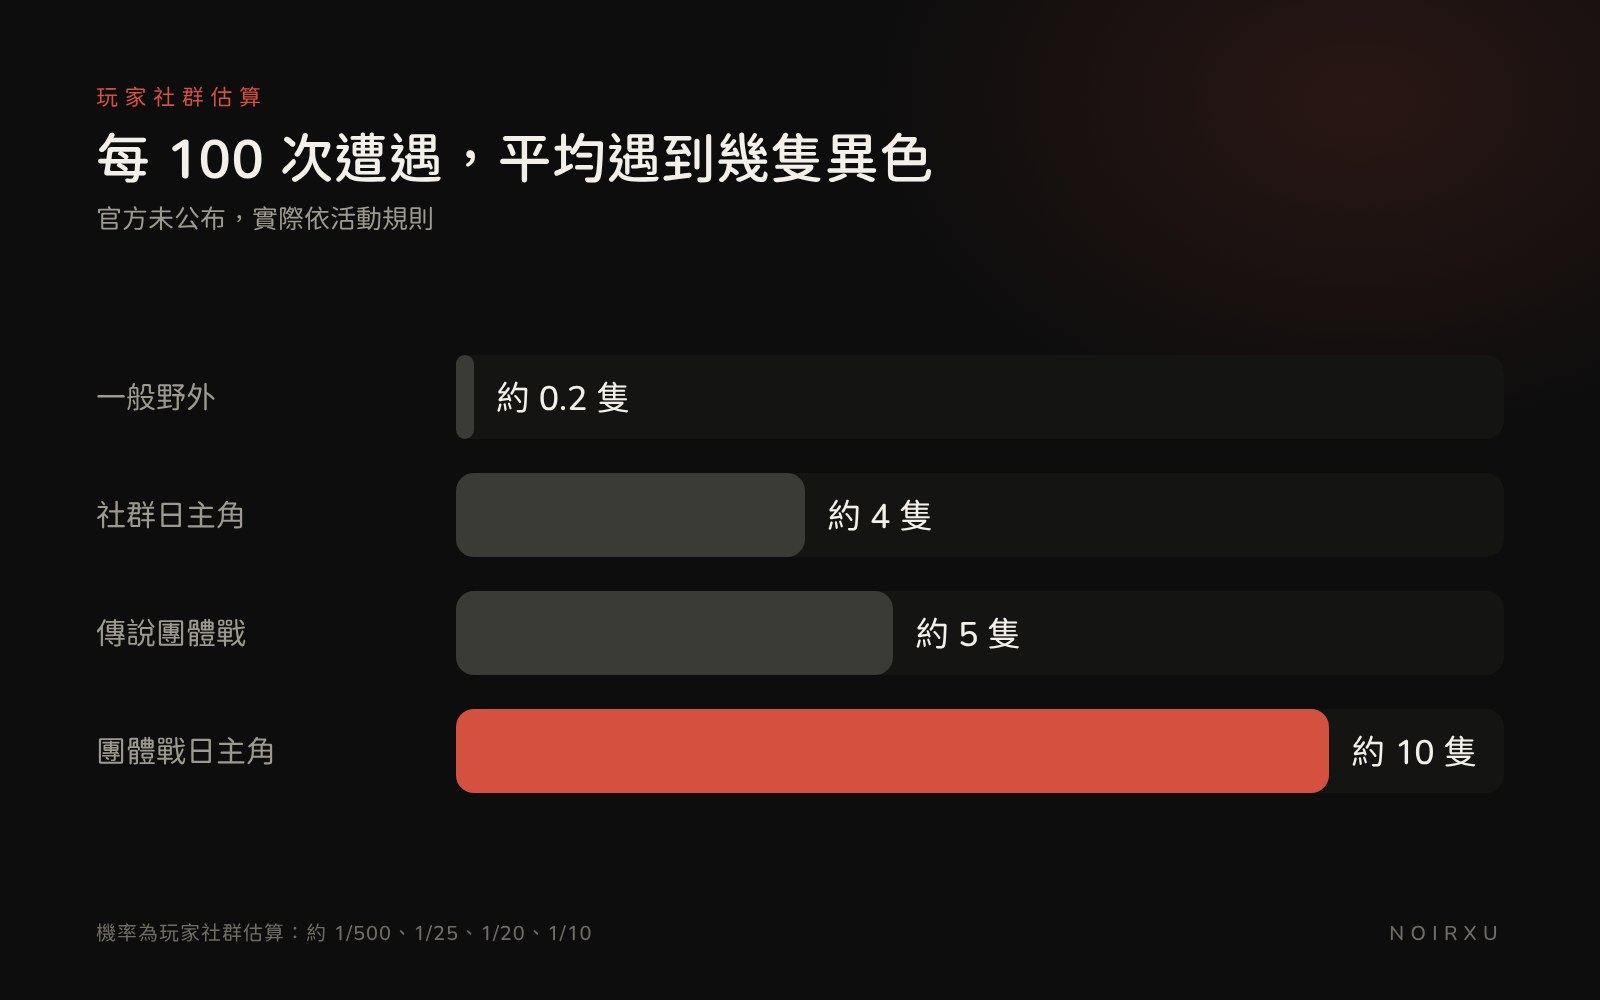 玩家社群估算
每 100 次遭遇，平均遇到幾隻異色
官方未公布，實際依活動規則
一般野外
約 0.2 隻
社群日主角
約 4 隻
傳說團體戰
約 5 隻
團體戰日主角
約 10 隻
機率為玩家社群估算：約 1/500、1/25、1/20、1/10
NOIRXU